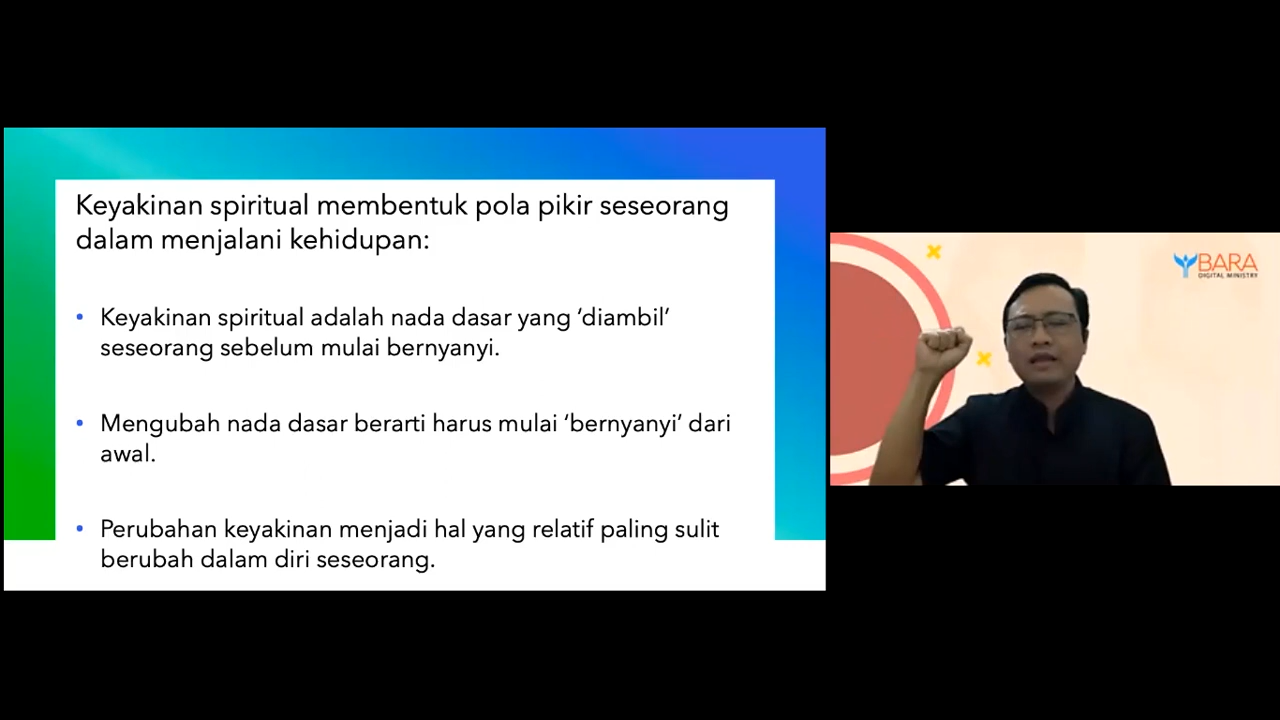 Keyakinan spiritual membentuk pola pikir seseorang
dalam menjalani kehidupan:
• Keyakinan spiritual adalah nada dasar yang ‘diambil’
seseorang sebelum mulai bernyanyi.
• Mengubah nada dasar berarti harus mulai ‘bernyanyi’ dari
awal.
• Perubahan keyakinan menjadi hal yang relatif paling sulit
berubah dalam diri seseorang.
BARA
DIGITAL MINISTRY